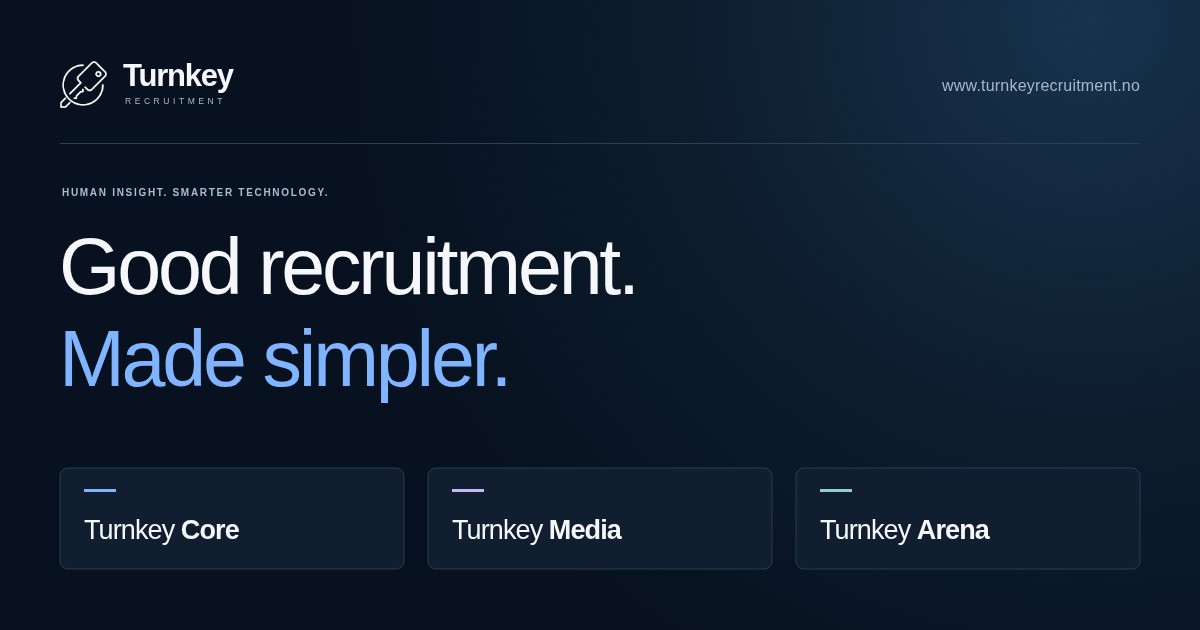 Turnkey
RECRUITMENT
www.turnkeyrecruitment.no
HUMAN INSIGHT. SMARTER TECHNOLOGY.
Good recruitment.
Made simpler.
Turnkey Core
Turnkey Media
Turnkey Arena